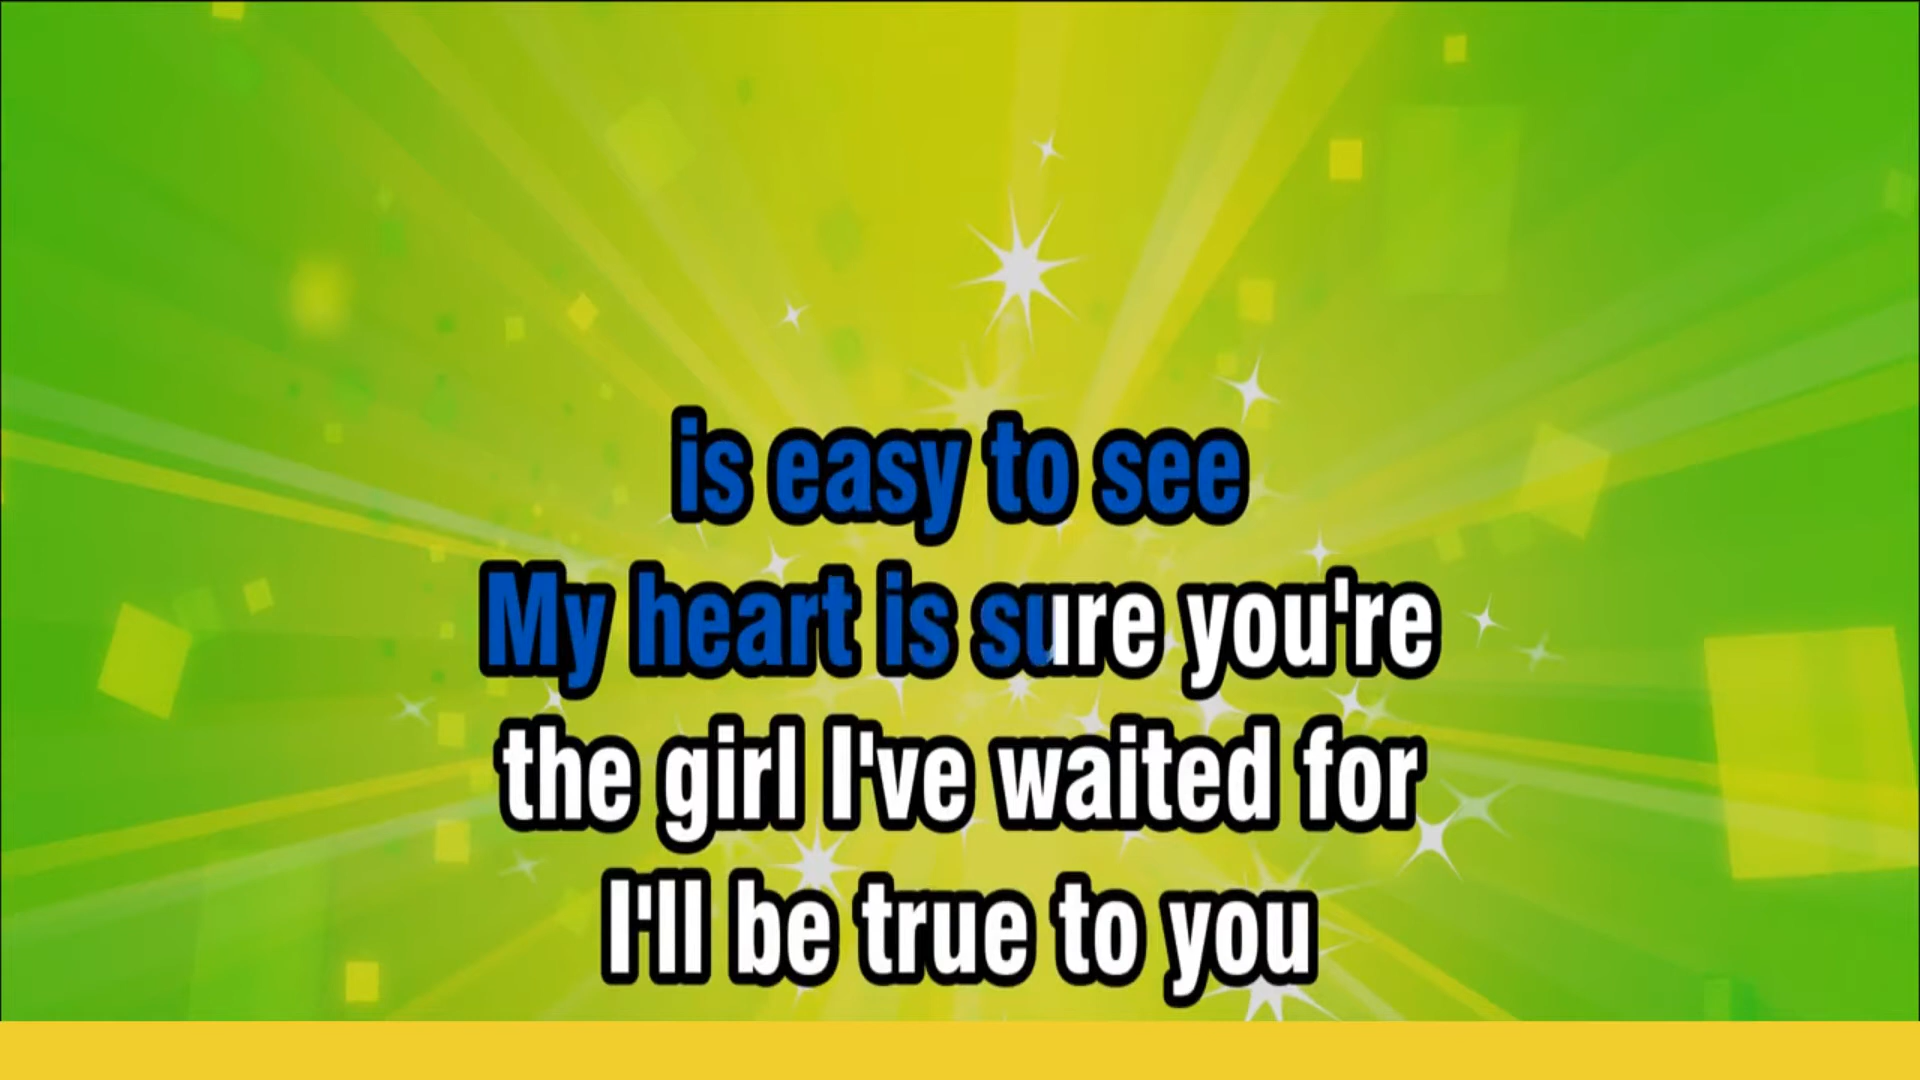 is easy to see
My heart is sure you're
the girl I've waited for
I'll be true to you